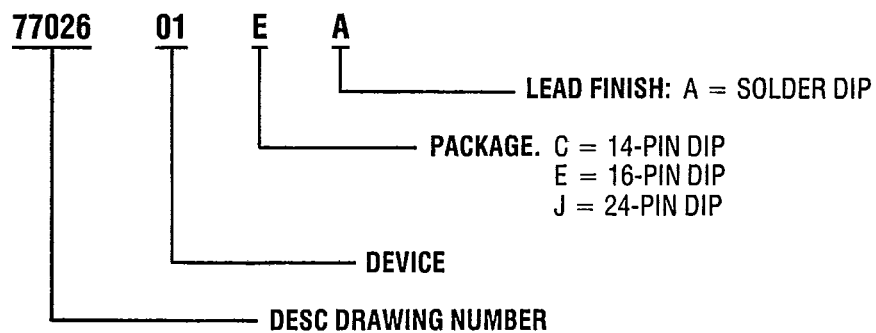 77026 01 E A
LEAD FINISH: A = SOLDER DIP
PACKAGE. C = 14-PIN DIP
E = 16-PIN DIP
J = 24-PIN DIP
DEVICE
DESC DRAWING NUMBER